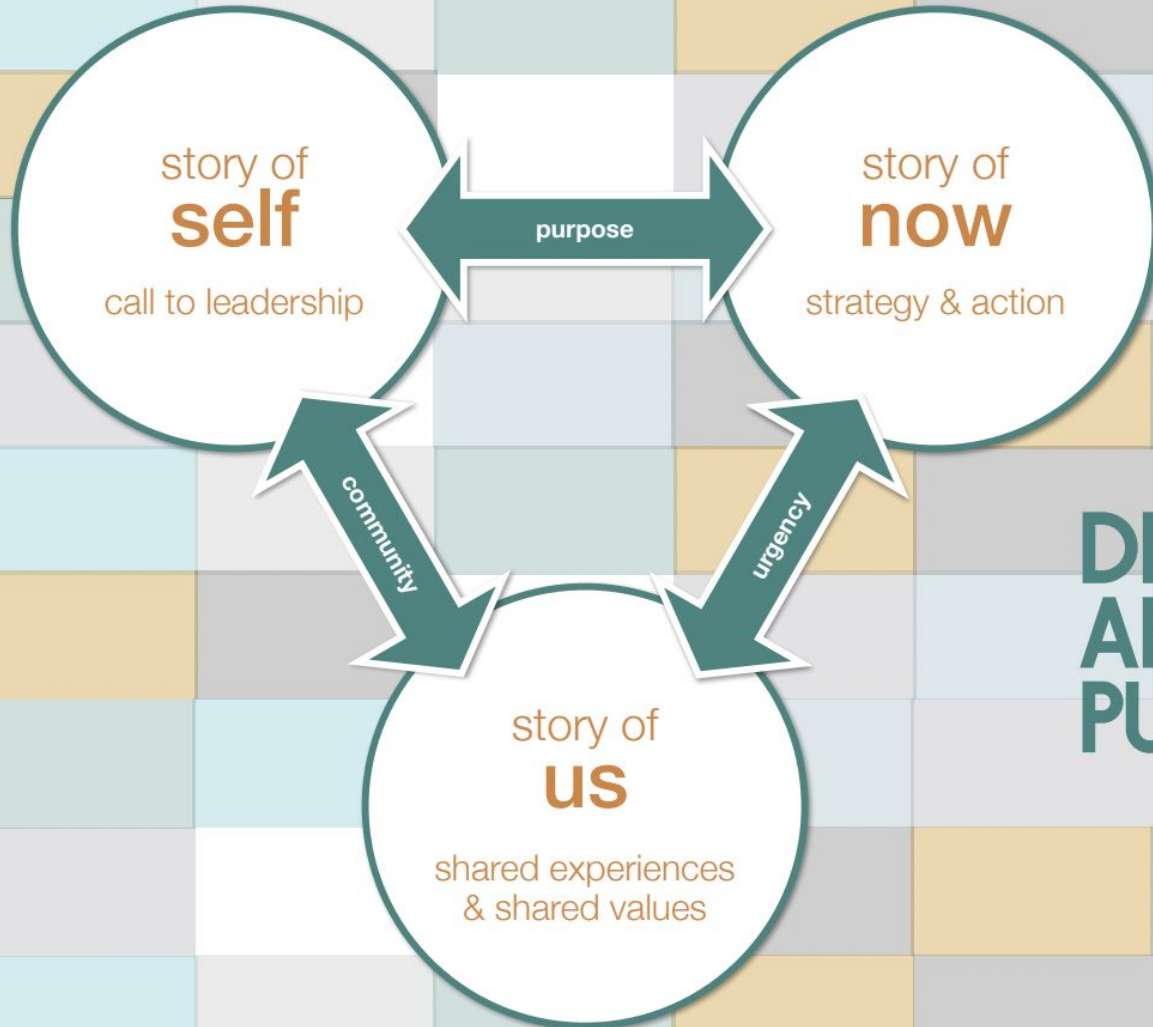 story of
self
call to leadership
purpose
story of
now
strategy & action
community
urgency
story of
us
shared experiences
& shared values